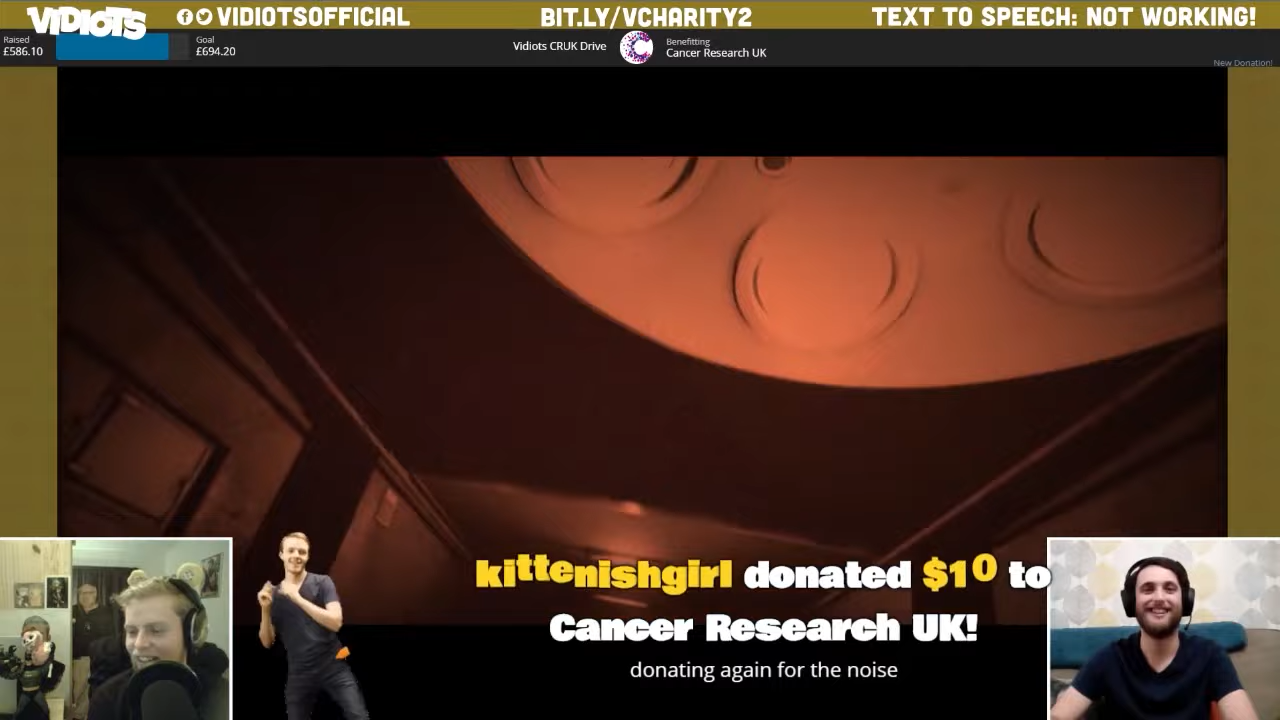 VIDIOTS
VIDIOTSOFFICIAL
BIT.LY/VCHARITY2
TEXT TO SPEECH: NOT WORKING!
Raised
£586.10
Goal
£694.20
Vidiots CRUK Drive
Benefitting
Cancer Research UK
New Donation!
kittenishgirl donated $10 to
Cancer Research UK!
donating again for the noise